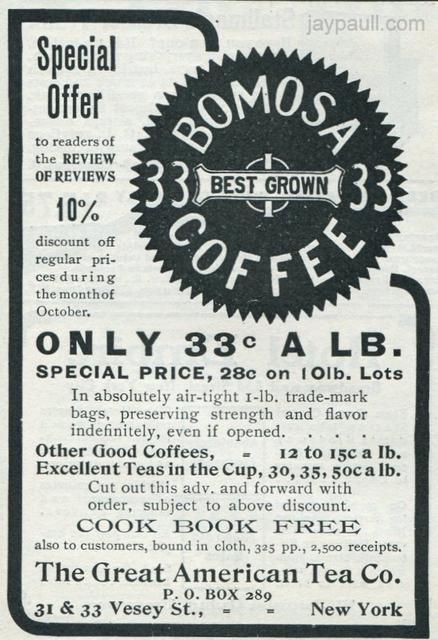 jaypaull.com
Special
Offer
to readers of
the REVIEW
OF REVIEWS
10%
discount off
regular pri-
ces during
the month of
October.
BOMOSA
33 BEST GROWN 33
COFFEE
ONLY 33c A LB.
SPECIAL PRICE, 28c on 10lb. Lots
In absolutely air-tight 1-lb. trade-mark
bags, preserving strength and flavor
indefinitely, even if opened. . . . .
Other Good Coffees, = 12 to 15c a lb.
Excellent Teas in the Cup, 30, 35, 50c a lb.
Cut out this adv. and forward with
order, subject to above discount.
COOK BOOK FREE
also to customers, bound in cloth, 325 pp., 2,500 receipts.
The Great American Tea Co.
P. O. BOX 289
31 & 33 Vesey St., = = New York